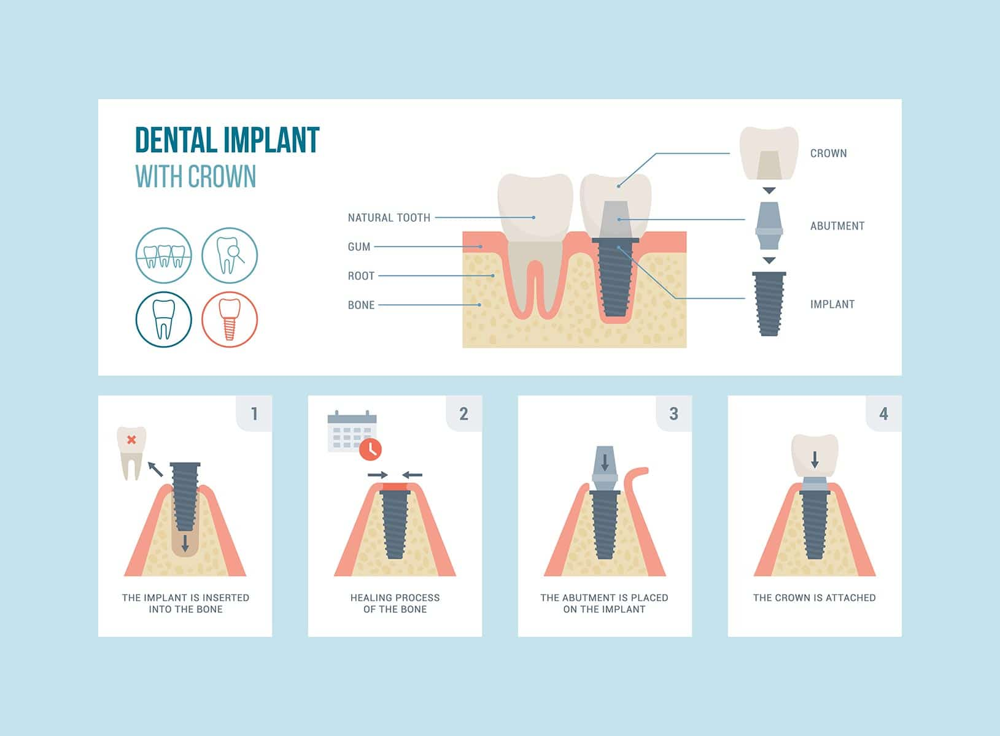 DENTAL IMPLANT
WITH CROWN
NATURAL TOOTH
GUM
ROOT
BONE
CROWN
ABUTMENT
IMPLANT
1
THE IMPLANT IS INSERTED
INTO THE BONE
2
HEALING PROCESS
OF THE BONE
3
THE ABUTMENT IS PLACED
ON THE IMPLANT
4
THE CROWN IS ATTACHED